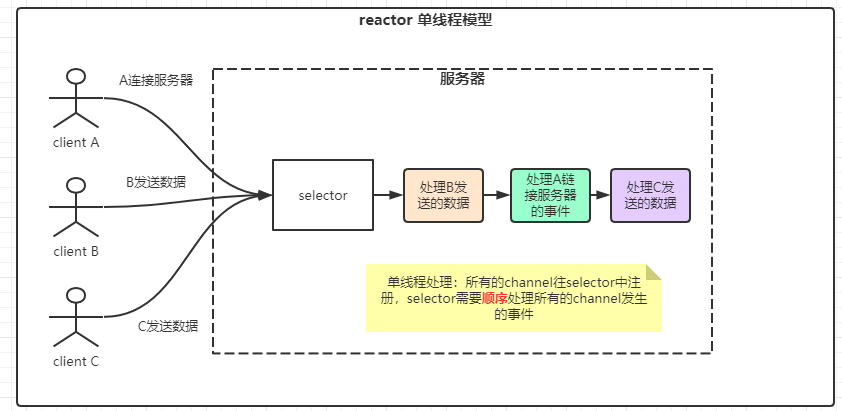 reactor 单线程模型
服务器
A连接服务器
client A
B发送数据
client B
C发送数据
client C
selector
处理B发
送的数据
处理A链
接服务器
的事件
处理C发
送的数据
单线程处理：所有的channel往selector中注
册，selector需要顺序处理所有的channel发生
的事件